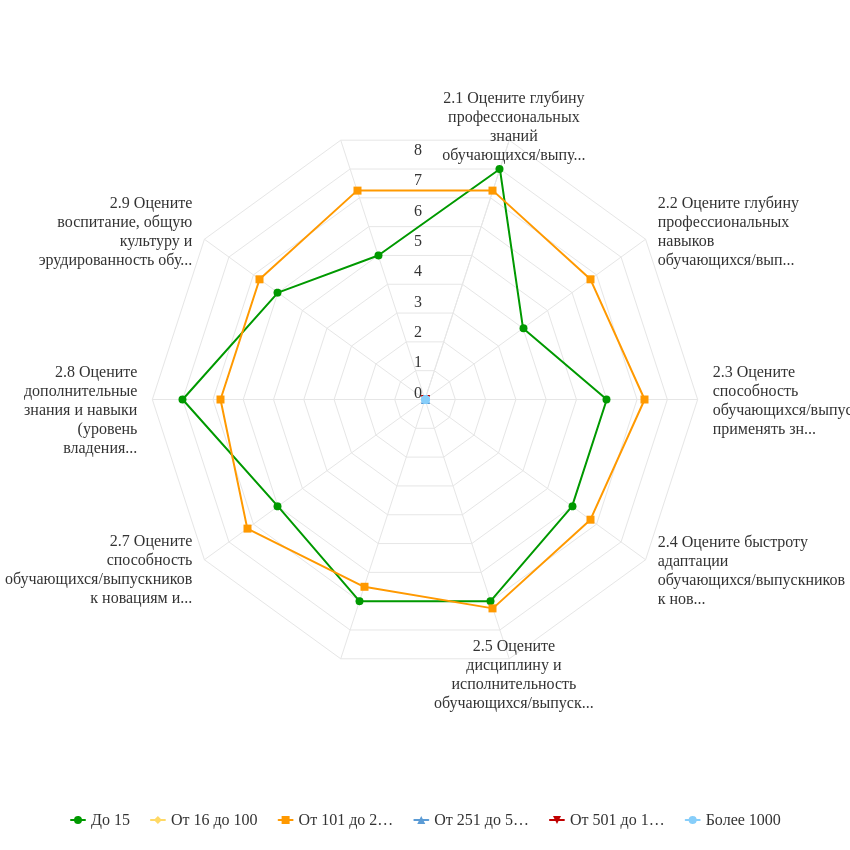 2.1 Оцените глубину
профессиональных
знаний
обучающихся/выпу...
8
7
6
5
4
3
2
1
0
2.2 Оцените глубину
профессиональных
навыков
обучающихся/вып...
2.3 Оцените
способность
обучающихся/выпус
применять зн...
2.4 Оцените быстроту
адаптации
обучающихся/выпускников
к нов...
2.5 Оцените
дисциплину и
исполнительность
обучающихся/выпуск...
2.7 Оцените
способность
обучающихся/выпускников
к новациям и...
2.8 Оцените
дополнительные
знания и навыки
(уровень
владения...
2.9 Оцените
воспитание, общую
культуру и
эрудированность обу...
До 15
От 16 до 100
От 101 до 2…
От 251 до 5…
От 501 до 1…
Более 1000